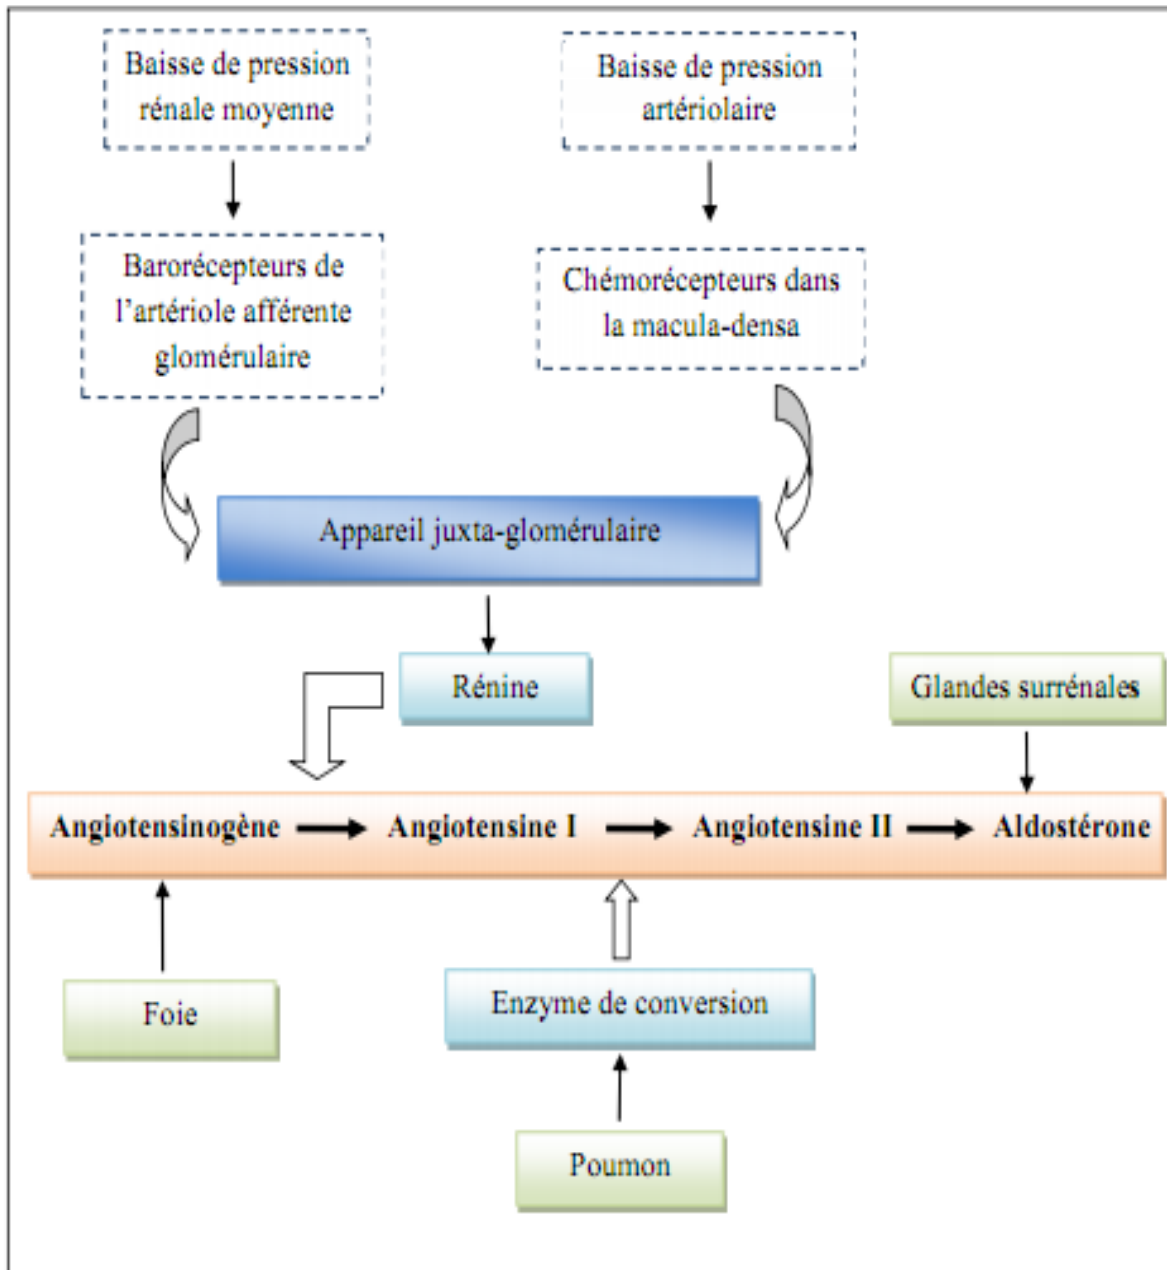 Baisse de pression
rénale moyenne
Baisse de pression
artériolaire
Barorécepteurs de
l'artériole afférente
glomérulaire
Chémorécepteurs dans
la macula-densa
Appareil juxta-glomérulaire
Rénine
Glandes surrénales
Angiotensinogène Angiotensine I Angiotensine II Aldostérone
Foie
Enzyme de conversion
Poumon